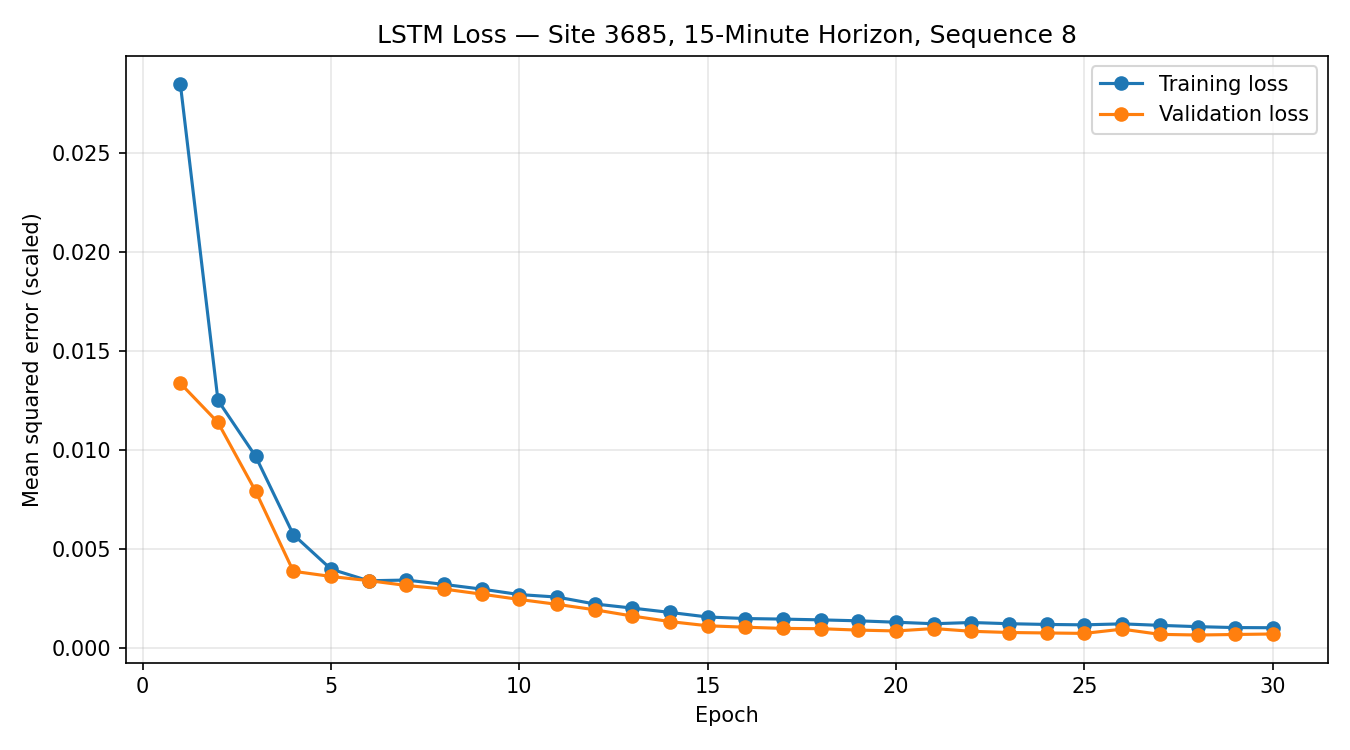 LSTM Loss — Site 3685, 15-Minute Horizon, Sequence 8
Training loss
Validation loss
Mean squared error (scaled)
0.025
0.020
0.015
0.010
0.005
0.000
0 5 10 15 20 25 30
Epoch